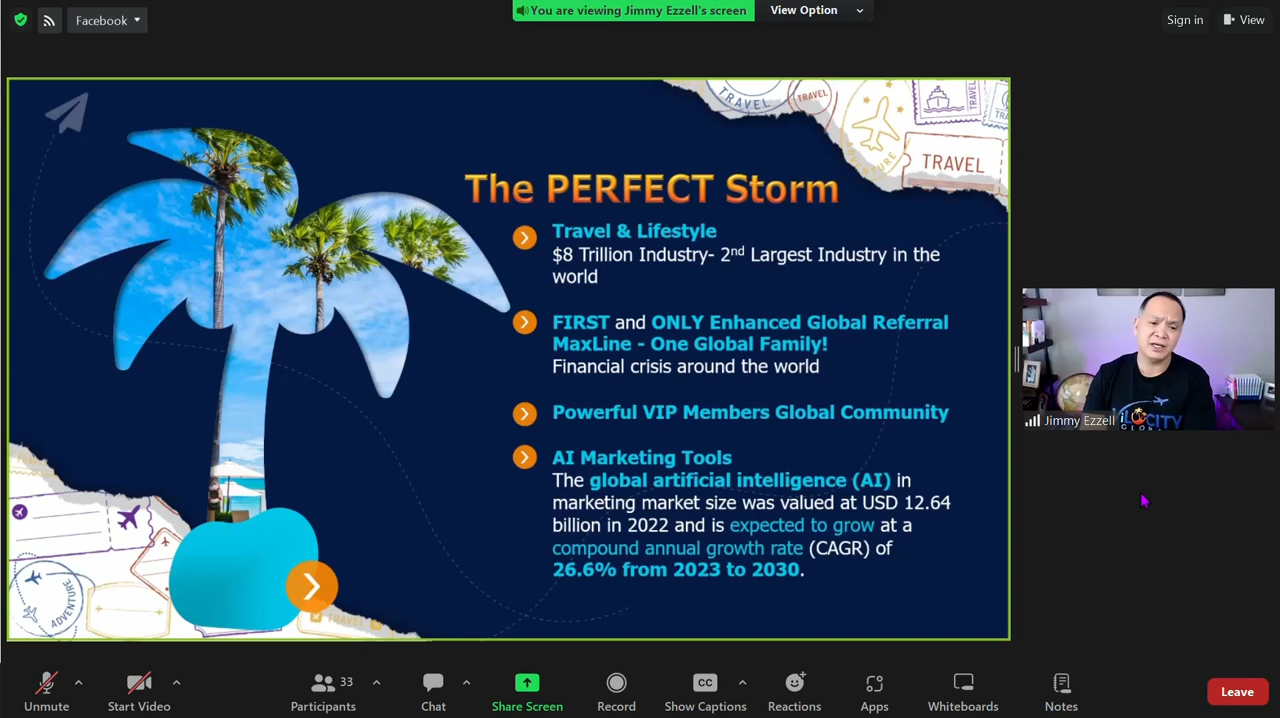 Facebook
You are viewing Jimmy Ezzell's screen
View Option
Sign in
View
TRAVEL
TRAVEL
TRAVEL
TRAVEL
The PERFECT Storm
Travel & Lifestyle
$8 Trillion Industry- 2nd Largest Industry in the
world
FIRST and ONLY Enhanced Global Referral
MaxLine - One Global Family!
Financial crisis around the world
Powerful VIP Members Global Community
AI Marketing Tools
The global artificial intelligence (AI) in
marketing market size was valued at USD 12.64
billion in 2022 and is expected to grow at a
compound annual growth rate (CAGR) of
26.6% from 2023 to 2030.
ADVENTURE
Jimmy Ezzell
33
CC
Unmute
Start Video
Participants
Chat
Share Screen
Record
Show Captions
Reactions
Apps
Whiteboards
Notes
Leave